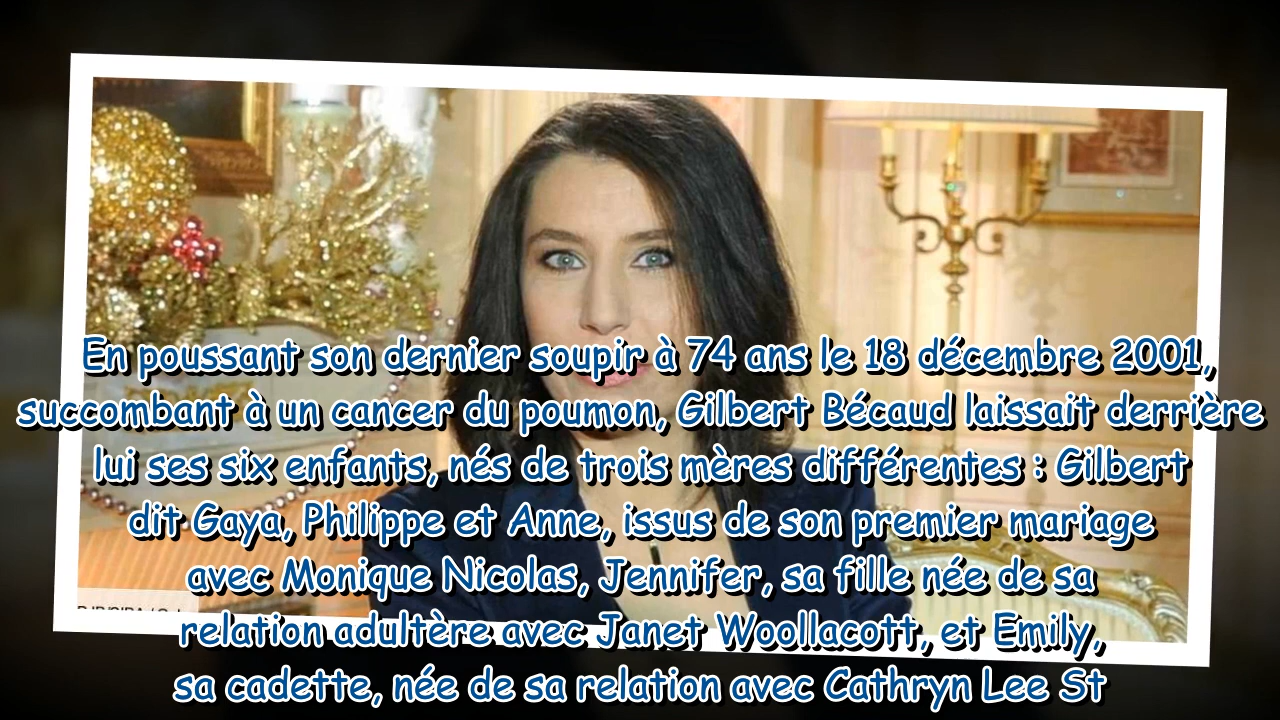 En poussant son dernier soupir à 74 ans le 18 décembre 2001,
succombant à un cancer du poumon, Gilbert Bécaud laissait derrière
lui ses six enfants, nés de trois mères différentes : Gilbert
dit Gaya, Philippe et Anne, issus de son premier mariage
avec Monique Nicolas, Jennifer, sa fille née de sa
relation adultère avec Janet Woollacott, et Emily,
sa cadette, née de sa relation avec Cathryn Lee St